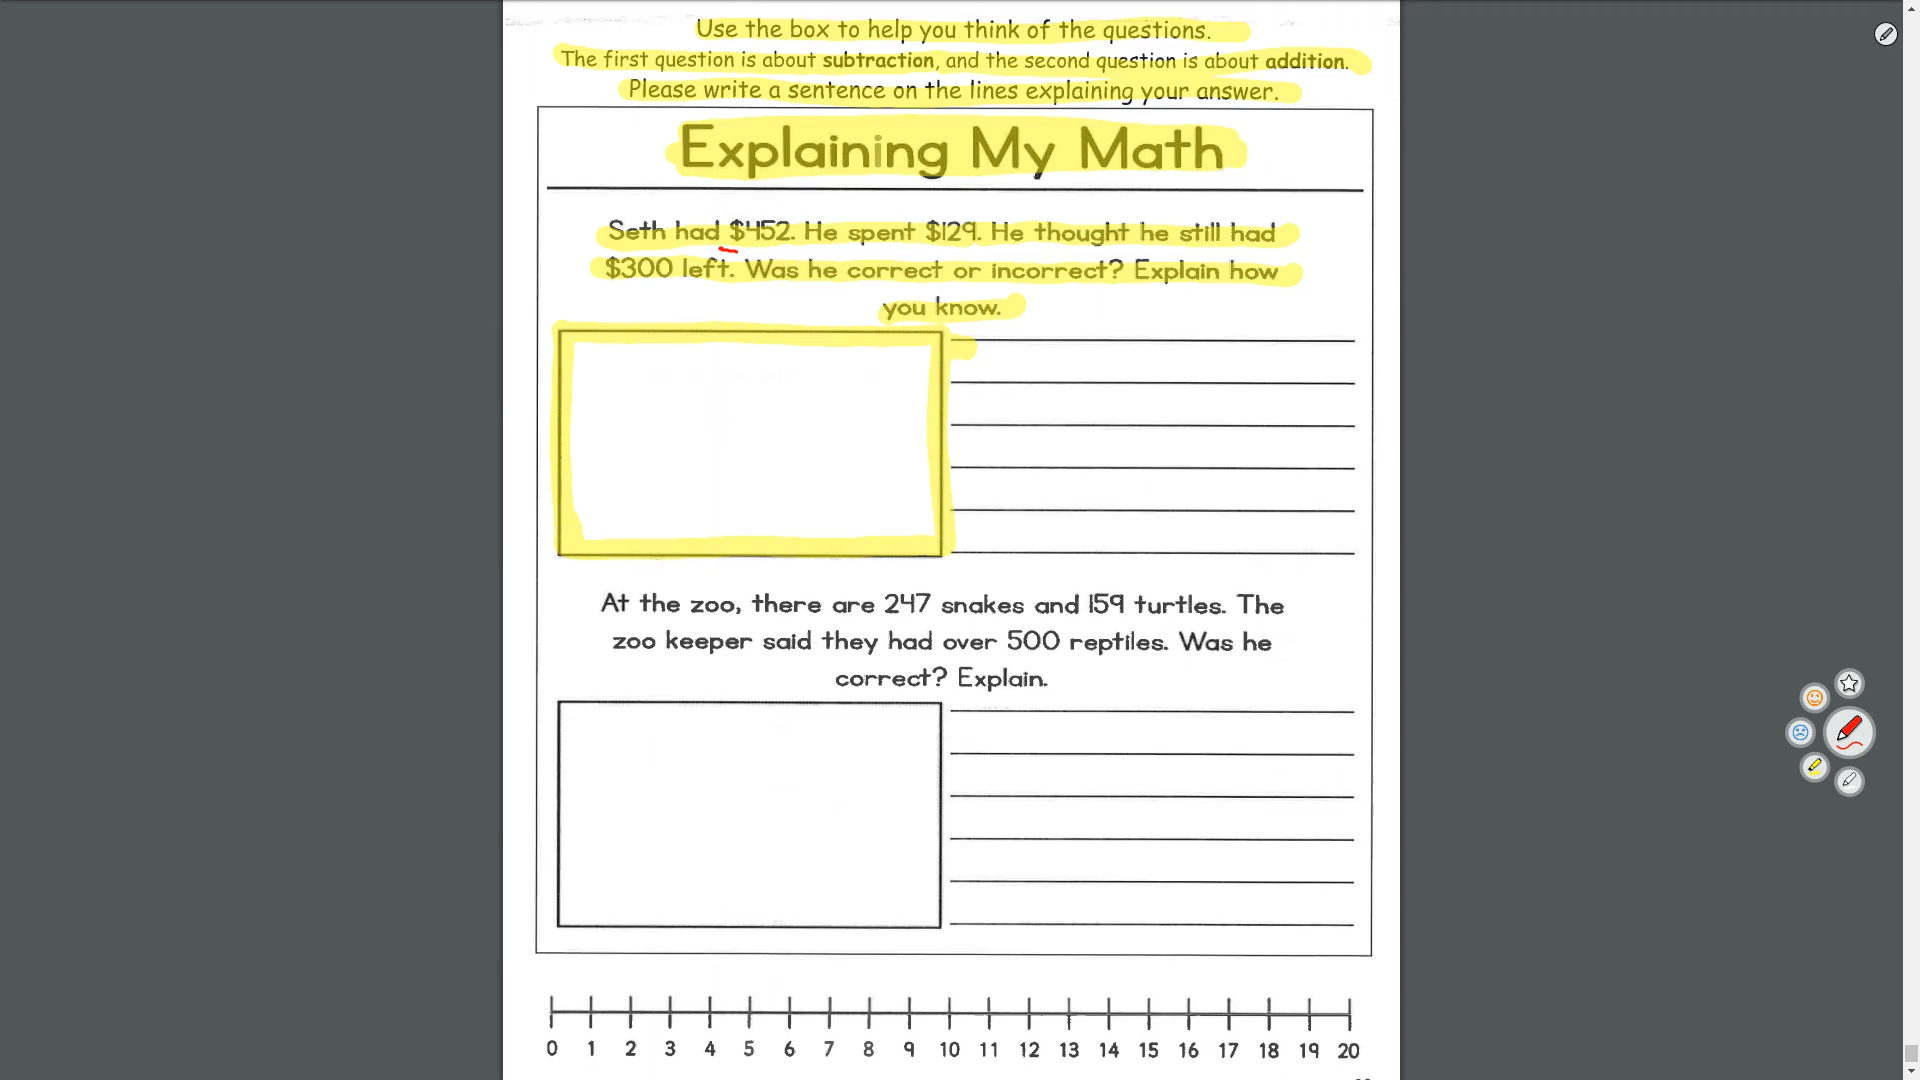 Use the box to help you think of the questions.
The first question is about subtraction, and the second question is about addition.
Please write a sentence on the lines explaining your answer.
Explaining My Math
Seth had $452. He spent $129. He thought he still had
$300 left. Was he correct or incorrect? Explain how
you know.
At the zoo, there are 247 snakes and 159 turtles. The
zoo keeper said they had over 500 reptiles. Was he
correct? Explain.
0 1 2 3 4 5 6 7 8 9 10 11 12 13 14 15 16 17 18 19 20